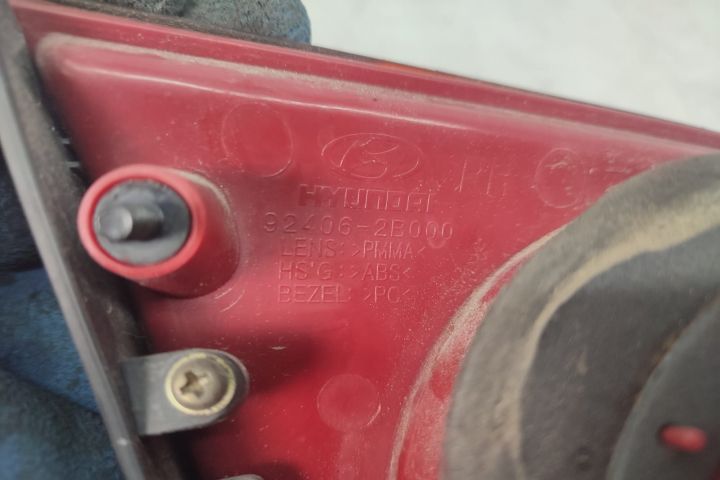 HYUNDAI
92406-2B000
LENS:>PMMA<
HS'G:>ABS<
BEZEL:>PC<